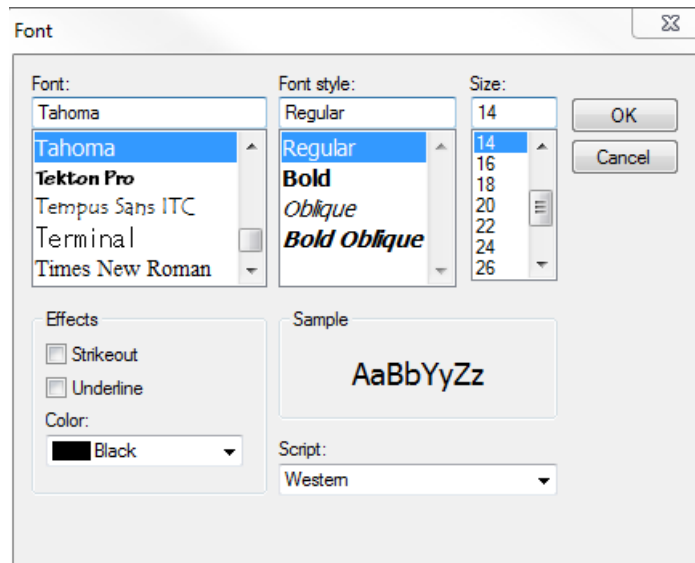 Font
Font:
Font style:
Size:
Tahoma
Regular
14
OK
Cancel
Tahoma
Tekton Pro
Tempus Sans ITC
Terminal
Times New Roman
Regular
Bold
Oblique
Bold Oblique
14
16
18
20
22
24
26
Effects
Strikeout
Underline
Color:
Black
Sample
AaBbYyZz
Script:
Western